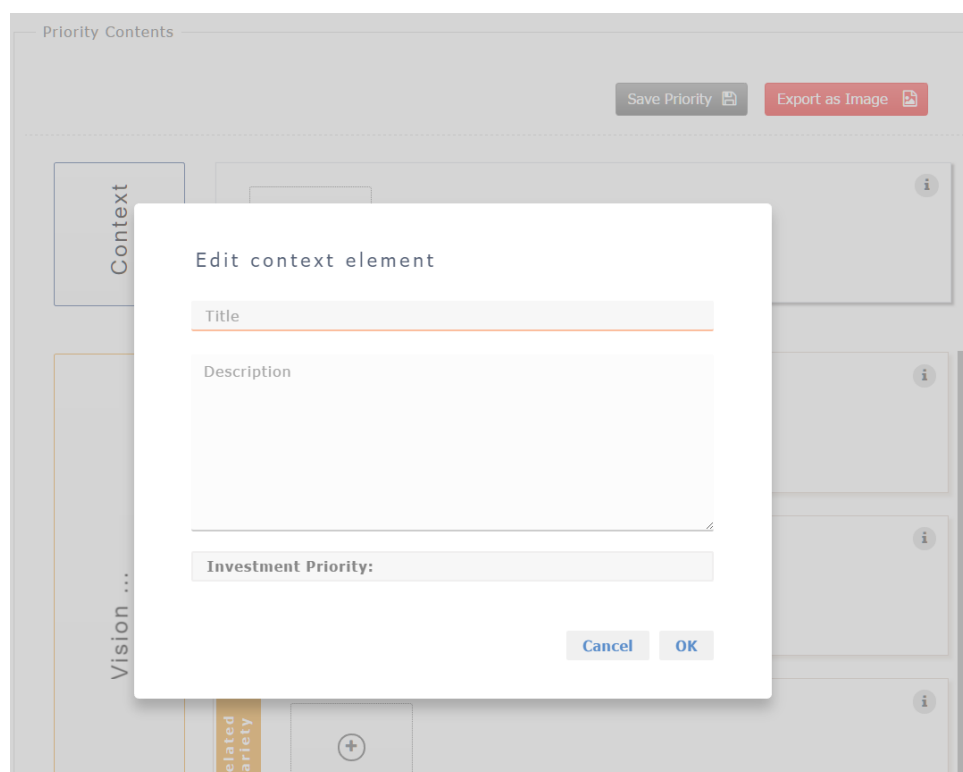 Priority Contents
Save Priority
Export as Image
Context
Edit context element
Title
Description
Investment Priority:
Cancel
OK
Vision ...